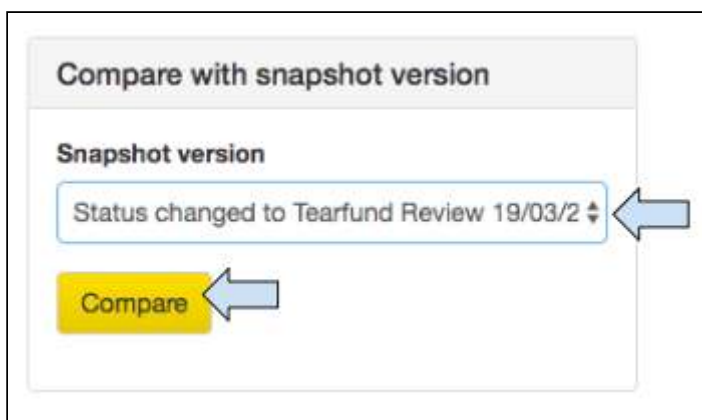 Compare with snapshot version
Snapshot version
Status changed to Tearfund Review 19/03/2
Compare